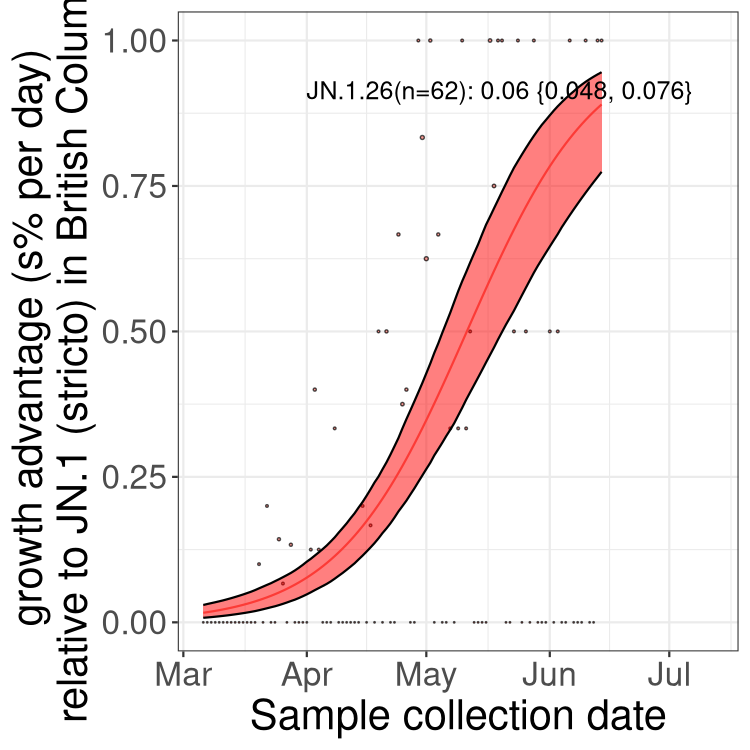 growth advantage (s% per day)
relative to JN.1 (stricto) in British Colum
1.00
0.75
0.50
0.25
0.00
JN.1.26(n=62): 0.06 {0.048, 0.076}
Mar Apr May Jun Jul
Sample collection date